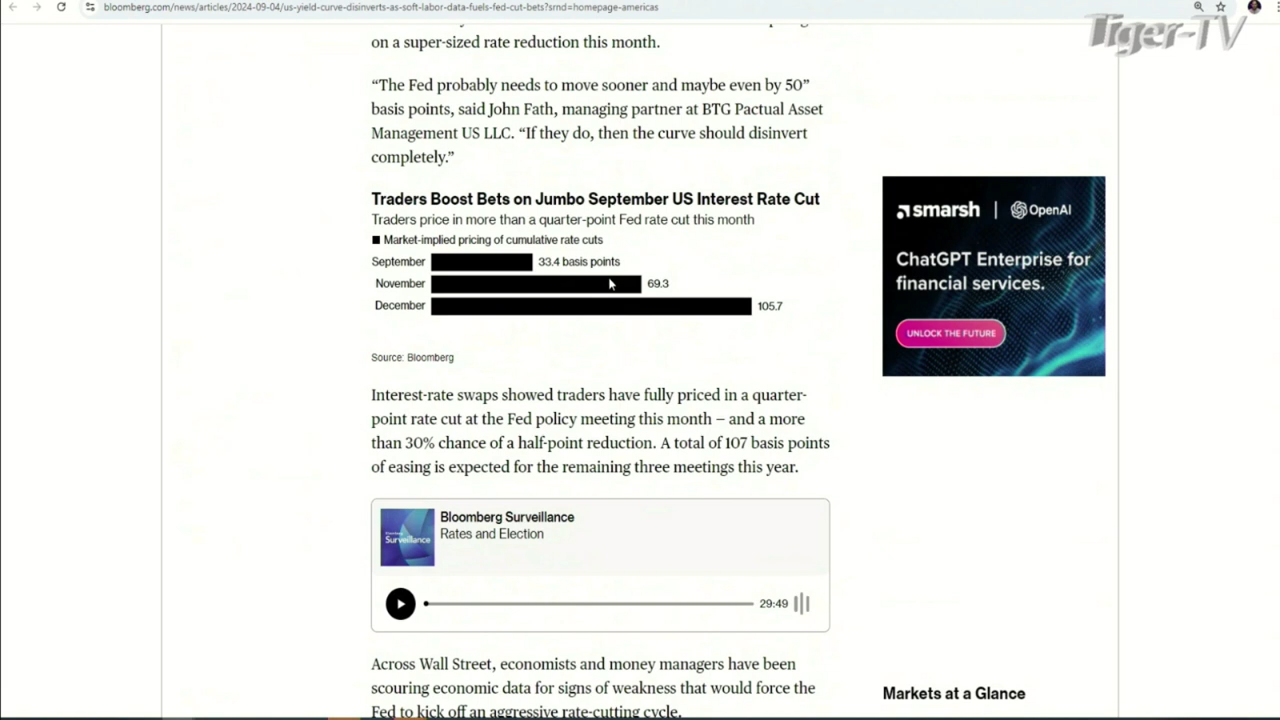 bloomberg.com/news/articles/2024-09-04/us-yield-curve-disinverts-as-soft-labor-data-fuels-fed-cut-bets?srnd=homepage-americas
Tiger-TV
on a super-sized rate reduction this month.
“The Fed probably needs to move sooner and maybe even by 50”
basis points, said John Fath, managing partner at BTG Pactual Asset
Management US LLC. “If they do, then the curve should disinvert
completely.”
Traders Boost Bets on Jumbo September US Interest Rate Cut
Traders price in more than a quarter-point Fed rate cut this month
Market-implied pricing of cumulative rate cuts
September 33.4 basis points
November 69.3
December 105.7
Source: Bloomberg
Interest-rate swaps showed traders have fully priced in a quarter-
point rate cut at the Fed policy meeting this month – and a more
than 30% chance of a half-point reduction. A total of 107 basis points
of easing is expected for the remaining three meetings this year.
Surveillance
Bloomberg Surveillance
Rates and Election
29:49
Across Wall Street, economists and money managers have been
scouring economic data for signs of weakness that would force the
Fed to kick off an aggressive rate-cutting cycle.
smarsh | OpenAI
ChatGPT Enterprise for
financial services.
UNLOCK THE FUTURE
Markets at a Glance